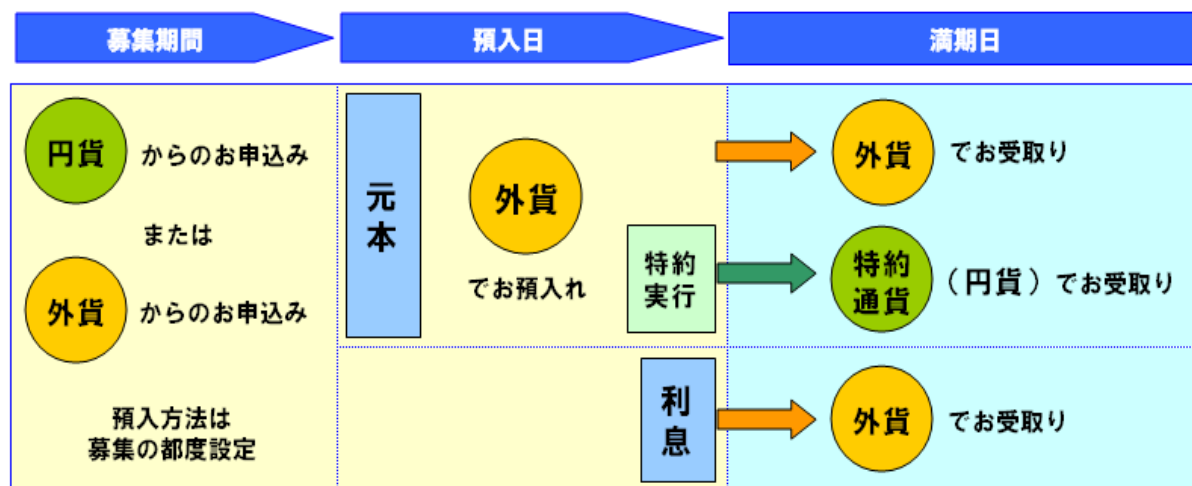 募集期間
預入日
満期日
円貨 からのお申込み
または
外貨 からのお申込み
預入方法は
募集の都度設定
元本
外貨
でお預入れ
特約
実行
利息
外貨 でお受取り
特約
通貨 (円貨) でお受取り
外貨 でお受取り